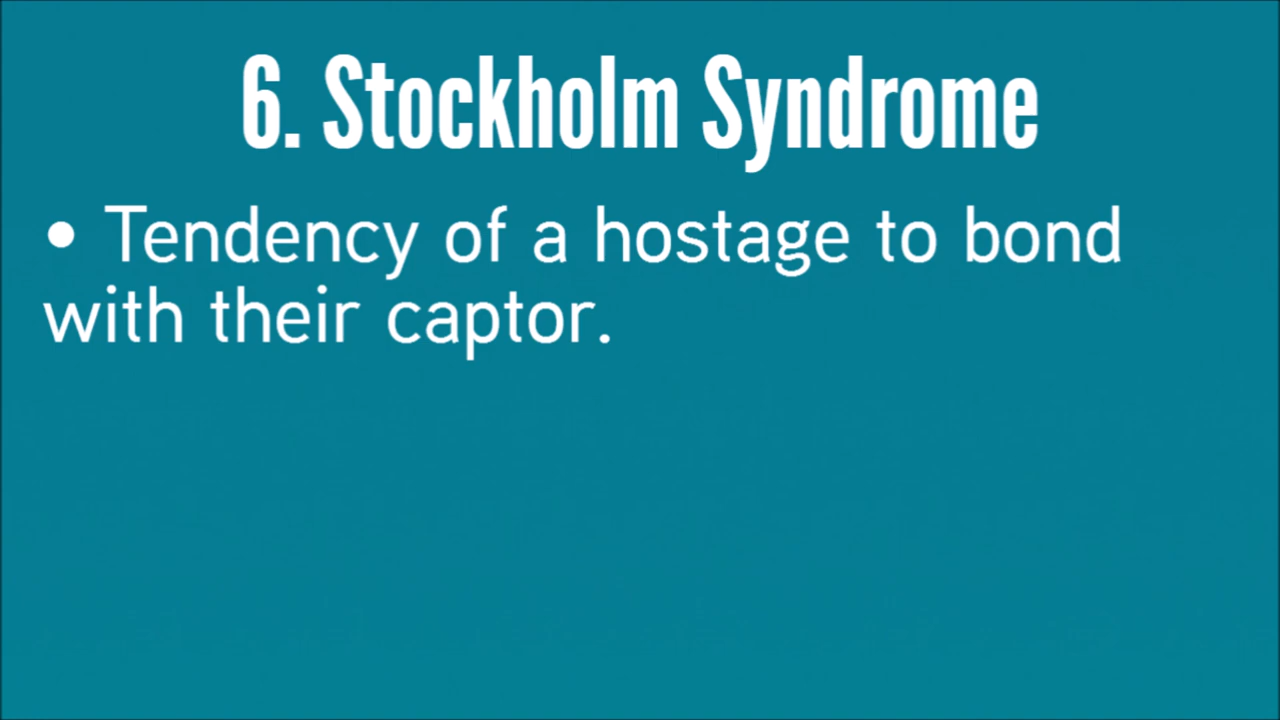 6. Stockholm Syndrome
• Tendency of a hostage to bond
with their captor.